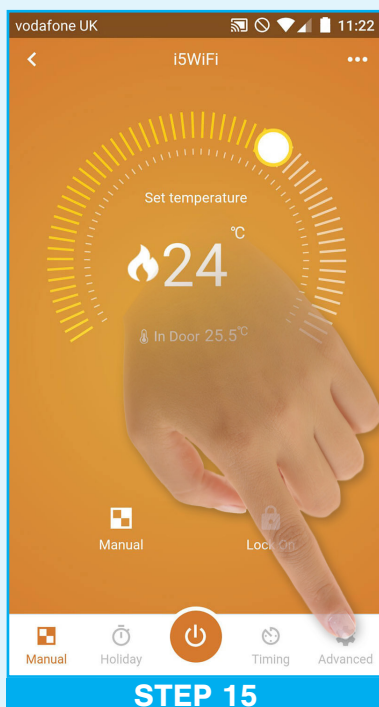 vodafone UK 11:22
i5WiFi
Set temperature
24 °C
In Door 25.5°C
Manual Lock On
Manual Holiday Timing Advanced
STEP 15